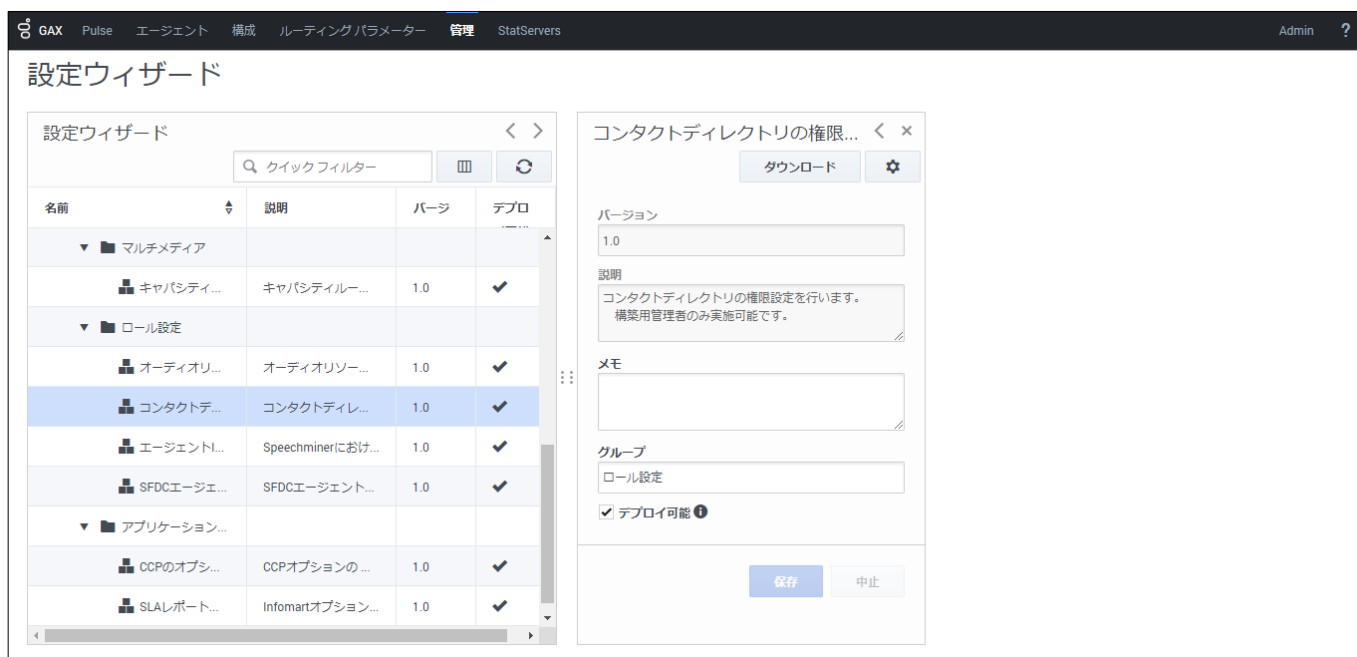 GAX Pulse エージェント 構成 ルーティング パラメーター 管理 StatServers Admin ?
設定ウィザード
設定ウィザード
クイック フィルター
名前 説明 バージ デプロ
マルチメディア
キャパシティ... キャパシティルー... 1.0
ロール設定
オーディオリ... オーディオリソー... 1.0
コンタクトデ... コンタクトディレ... 1.0
エージェントI... Speechminerにおけ... 1.0
SFDCエージェ... SFDCエージェント... 1.0
アプリケーション...
CCPのオプシ... CCPオプションの ... 1.0
SLAレポート... Infomartオプション... 1.0
コンタクトディレクトリの権限...
ダウンロード
バージョン
1.0
説明
コンタクトディレクトリの権限設定を行います。
構築用管理者のみ実施可能です。
メモ
グループ
ロール設定
デプロイ可能
保存 中止